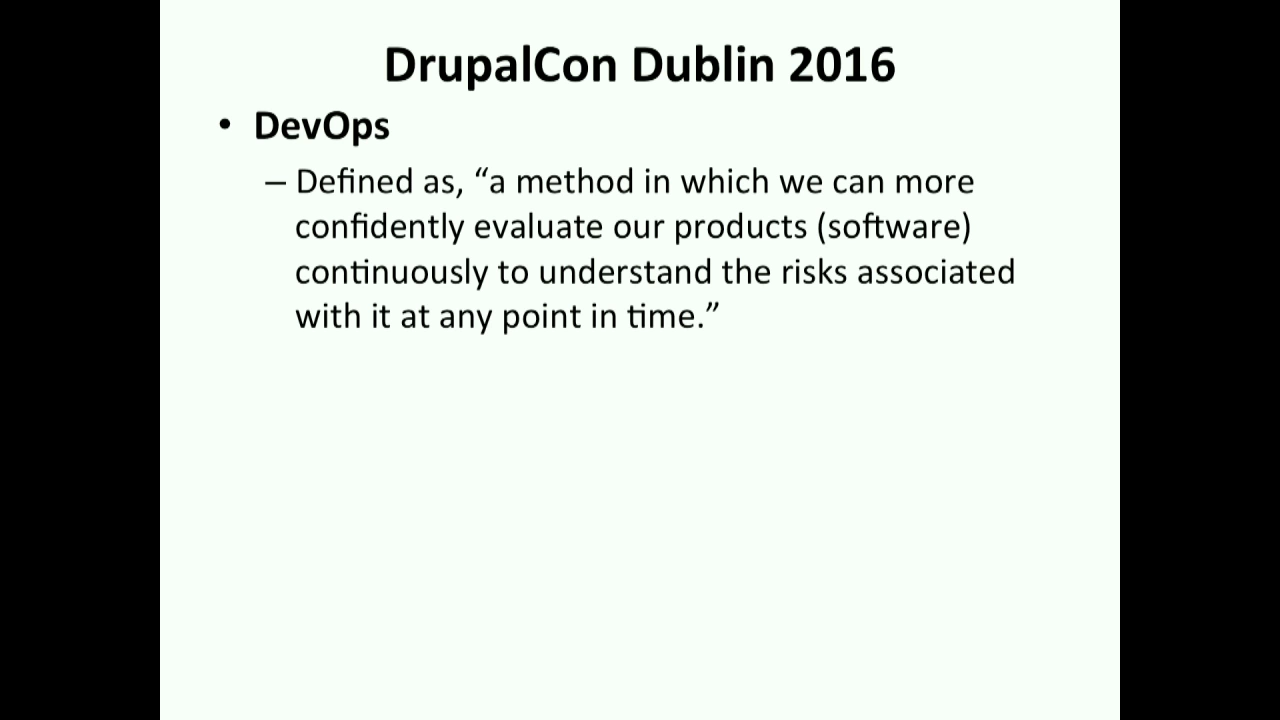 DrupalCon Dublin 2016
• DevOps
– Defined as, “a method in which we can more
confidently evaluate our products (software)
continuously to understand the risks associated
with it at any point in time.”